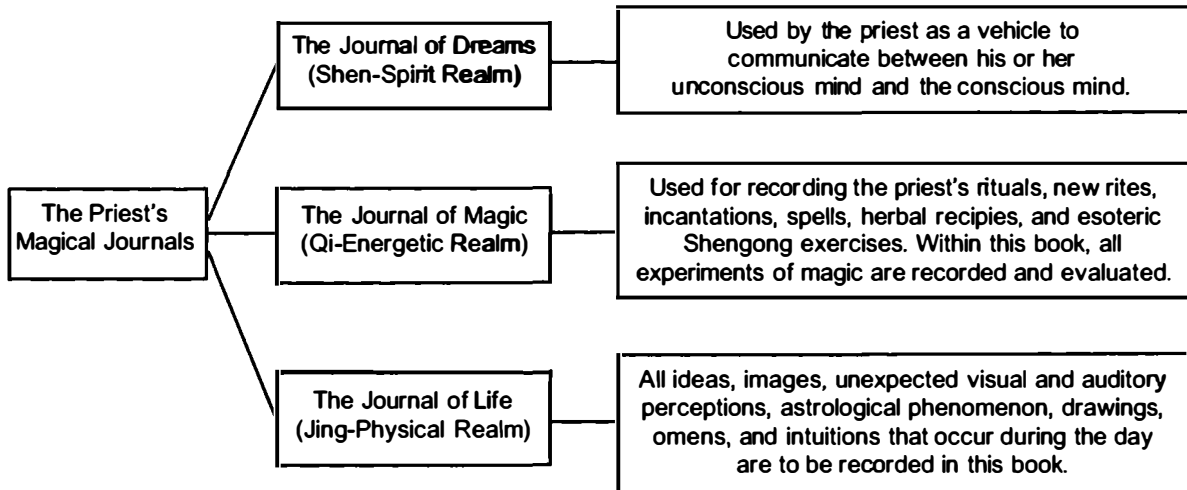 The Priest's
Magical Journals
The Journal of Dreams
(Shen-Spirit Realm)
Used by the priest as a vehicle to
communicate between his or her
unconscious mind and the conscious mind.
The Journal of Magic
(Qi-Energetic Realm)
Used for recording the priest's rituals, new rites,
incantations, spells, herbal recipies, and esoteric
Shengong exercises. Within this book, all
experiments of magic are recorded and evaluated.
The Journal of Life
(Jing-Physical Realm)
All ideas, images, unexpected visual and auditory
perceptions, astrological phenomenon, drawings,
omens, and intuitions that occur during the day
are to be recorded in this book.